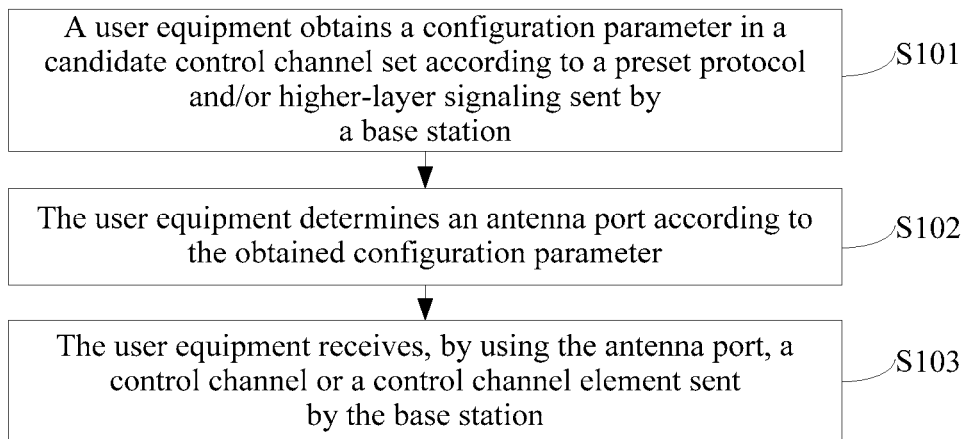 A user equipment obtains a configuration parameter in a
candidate control channel set according to a preset protocol
and/or higher-layer signaling sent by
a base station
S101
The user equipment determines an antenna port according to
the obtained configuration parameter
S102
The user equipment receives, by using the antenna port, a
control channel or a control channel element sent
by the base station
S103